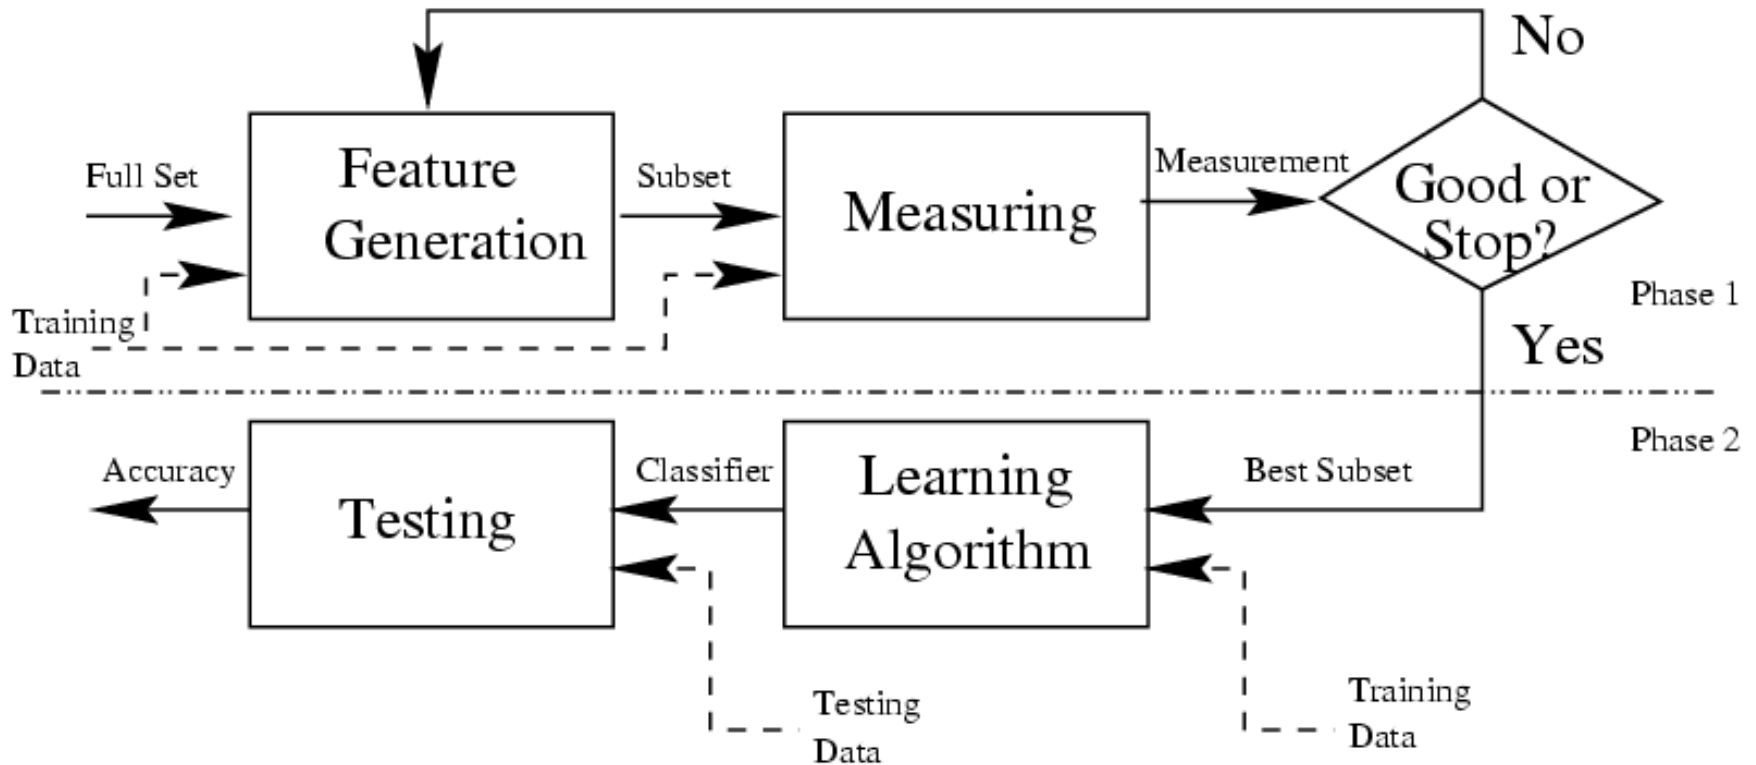 No
Full Set
Feature
Generation
Subset
Measuring
Measurement
Good or
Stop?
Training
Data
Phase 1
Yes
Phase 2
Accuracy
Testing
Classifier
Learning
Algorithm
Best Subset
Testing
Data
Training
Data